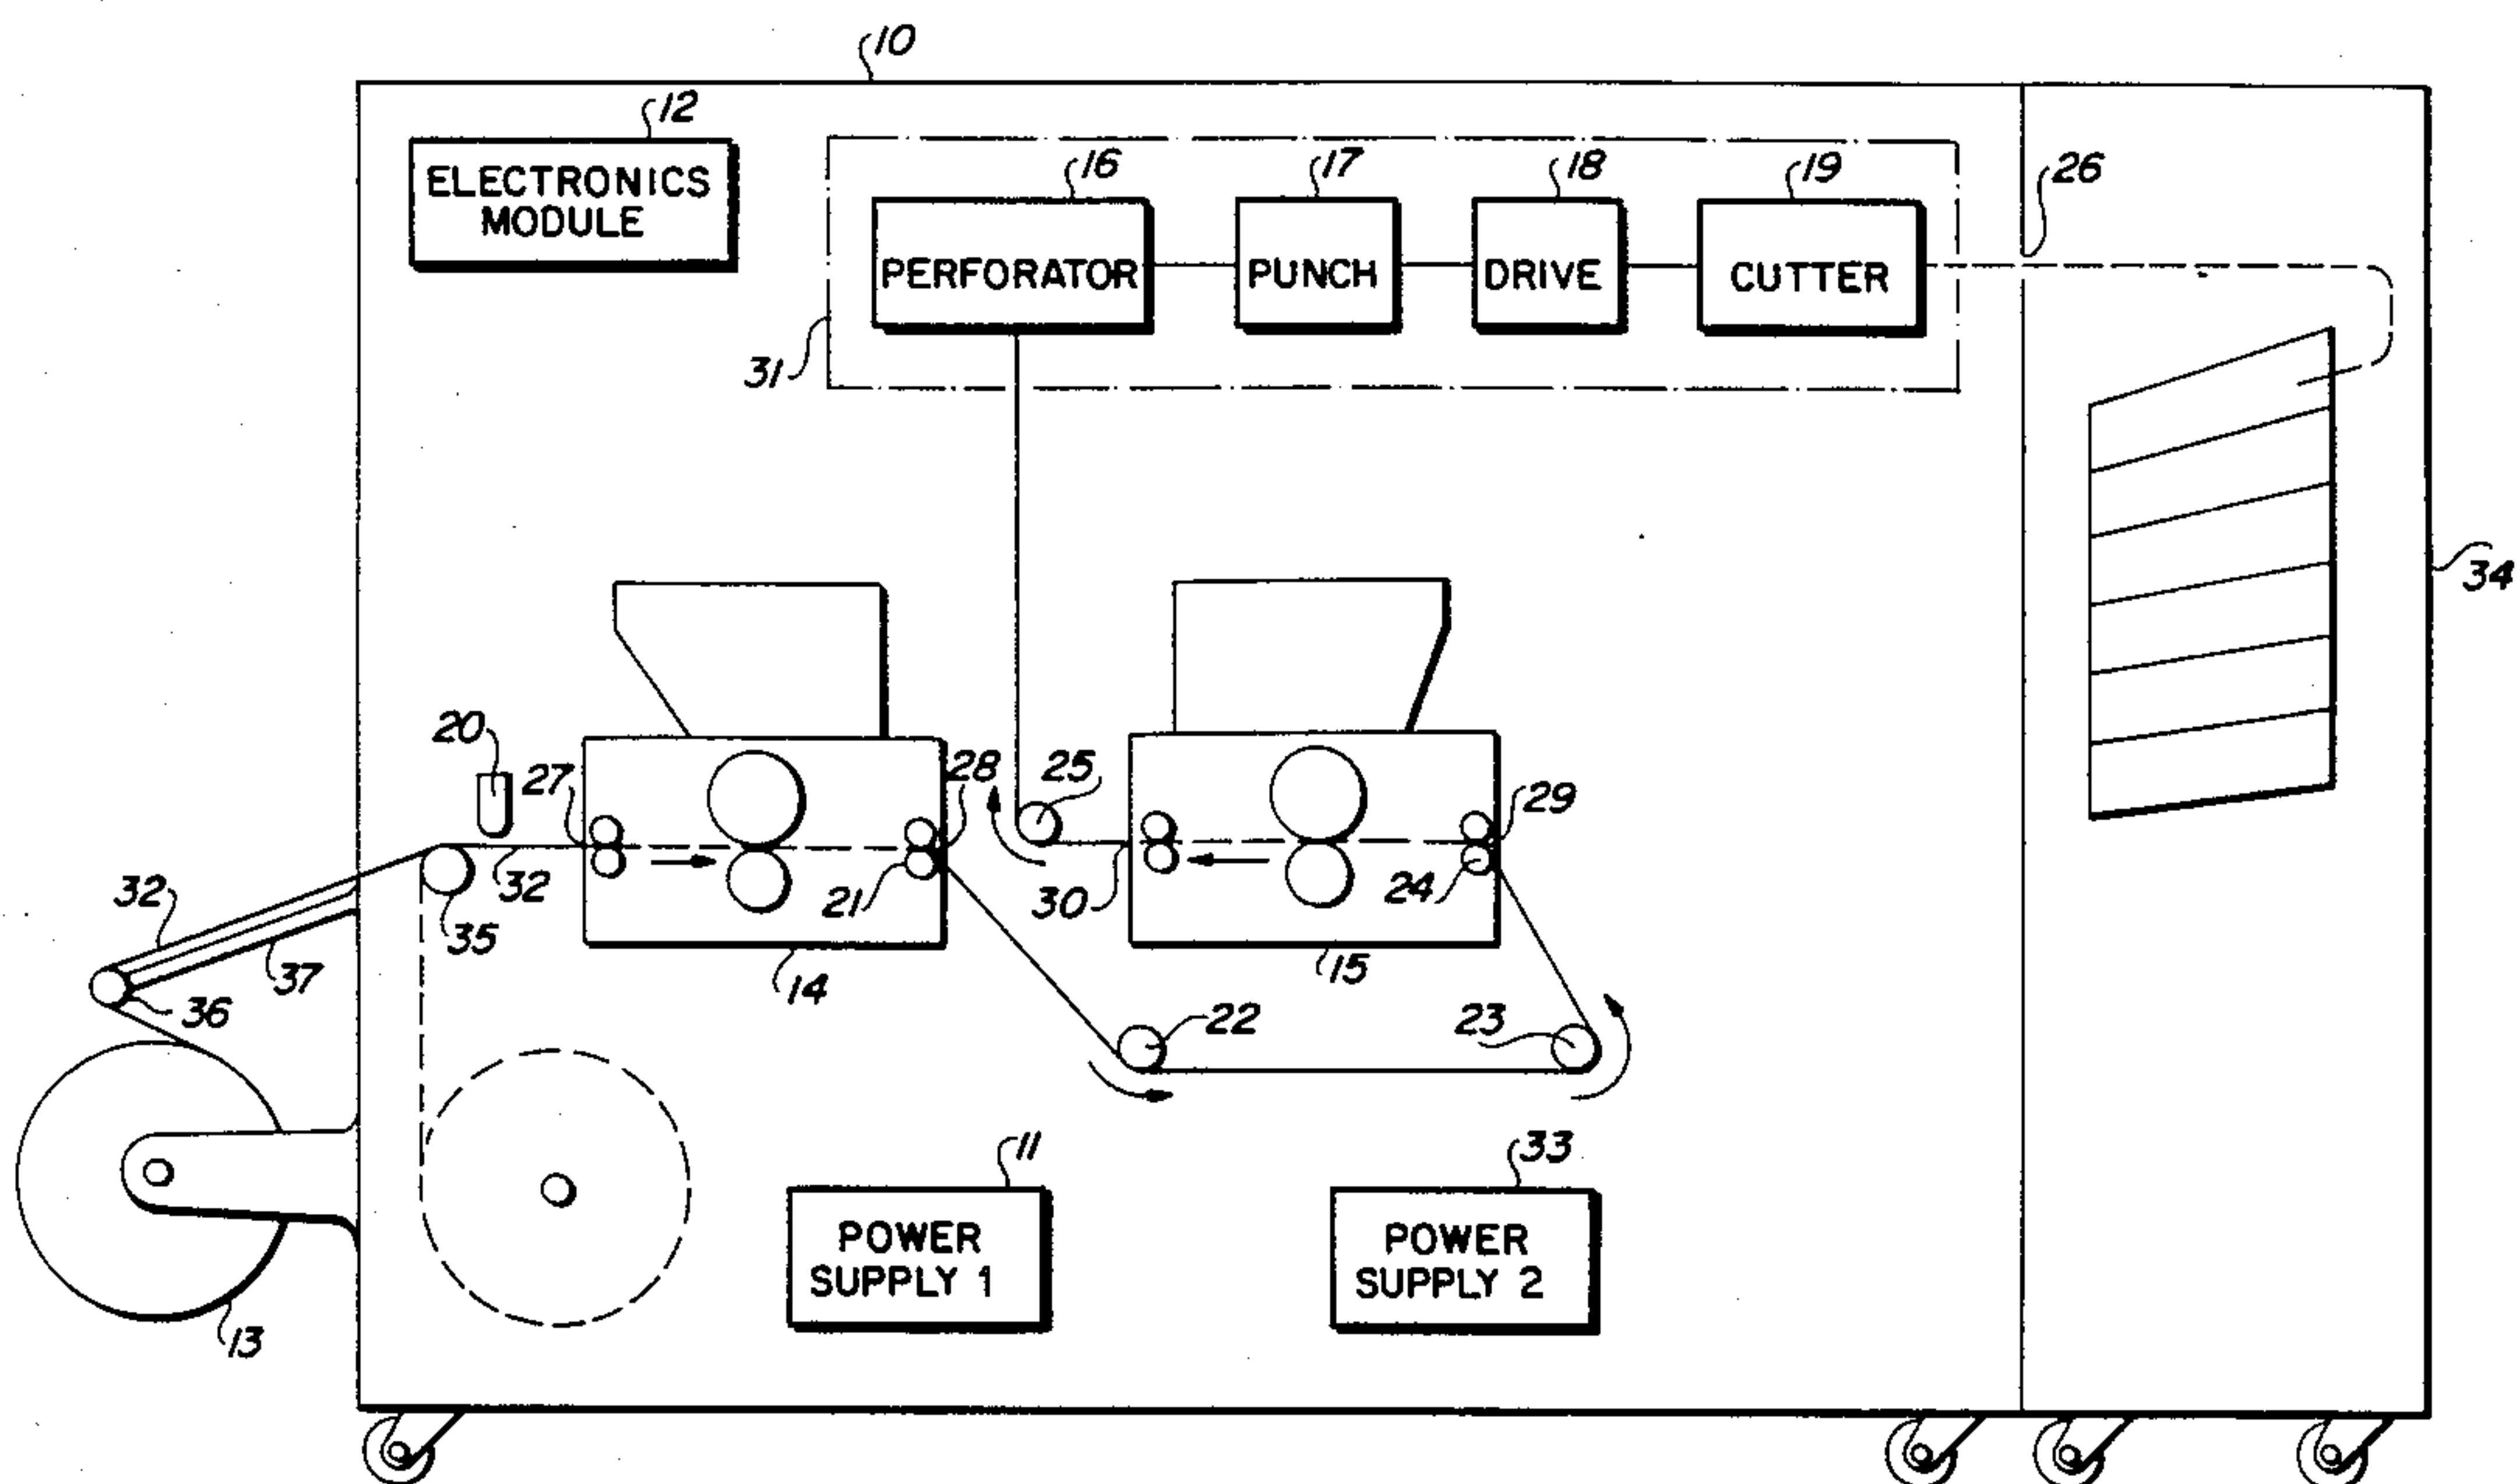 10
12
ELECTRONICS
MODULE
16
17
18
19
26
PERFORATOR
PUNCH
DRIVE
CUTTER
31
34
20
27
28
25
29
32
32
35
21
30
24
37
14
15
36
22
23
13
11
33
POWER
SUPPLY 1
POWER
SUPPLY 2